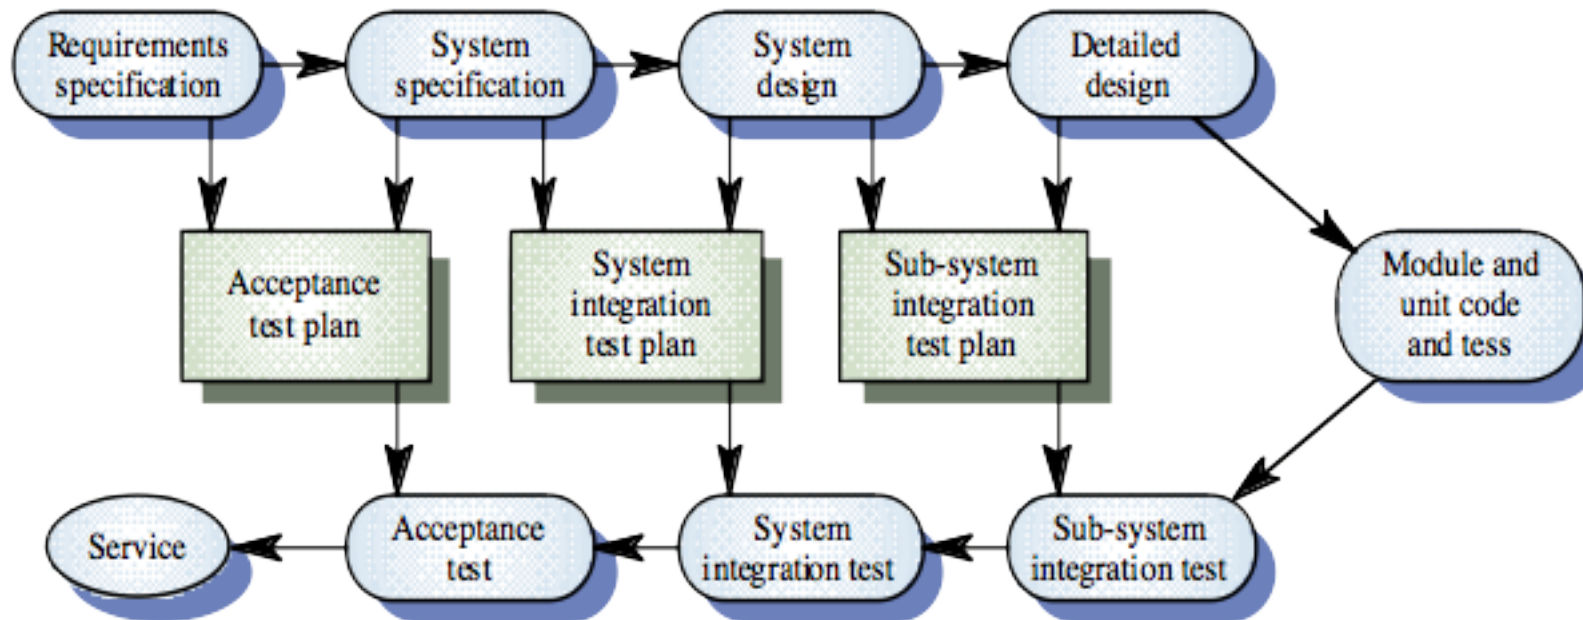 Requirements
specification
System
specification
System
design
Detailed
design
Acceptance
test plan
System
integration
test plan
Sub-system
integration
test plan
Module and
unit code
and tess
Service
Acceptance
test
System
integration test
Sub-system
integration test